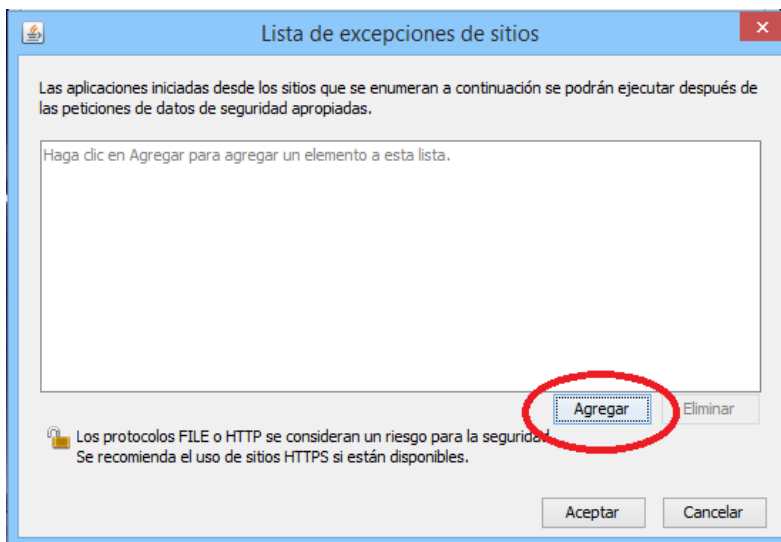 Lista de excepciones de sitios
Las aplicaciones iniciadas desde los sitios que se enumeran a continuación se podrán ejecutar después de
las peticiones de datos de seguridad apropiadas.
Haga clic en Agregar para agregar un elemento a esta lista.
Agregar Eliminar
Los protocolos FILE o HTTP se consideran un riesgo para la seguridad.
Se recomienda el uso de sitios HTTPS si están disponibles.
Aceptar Cancelar